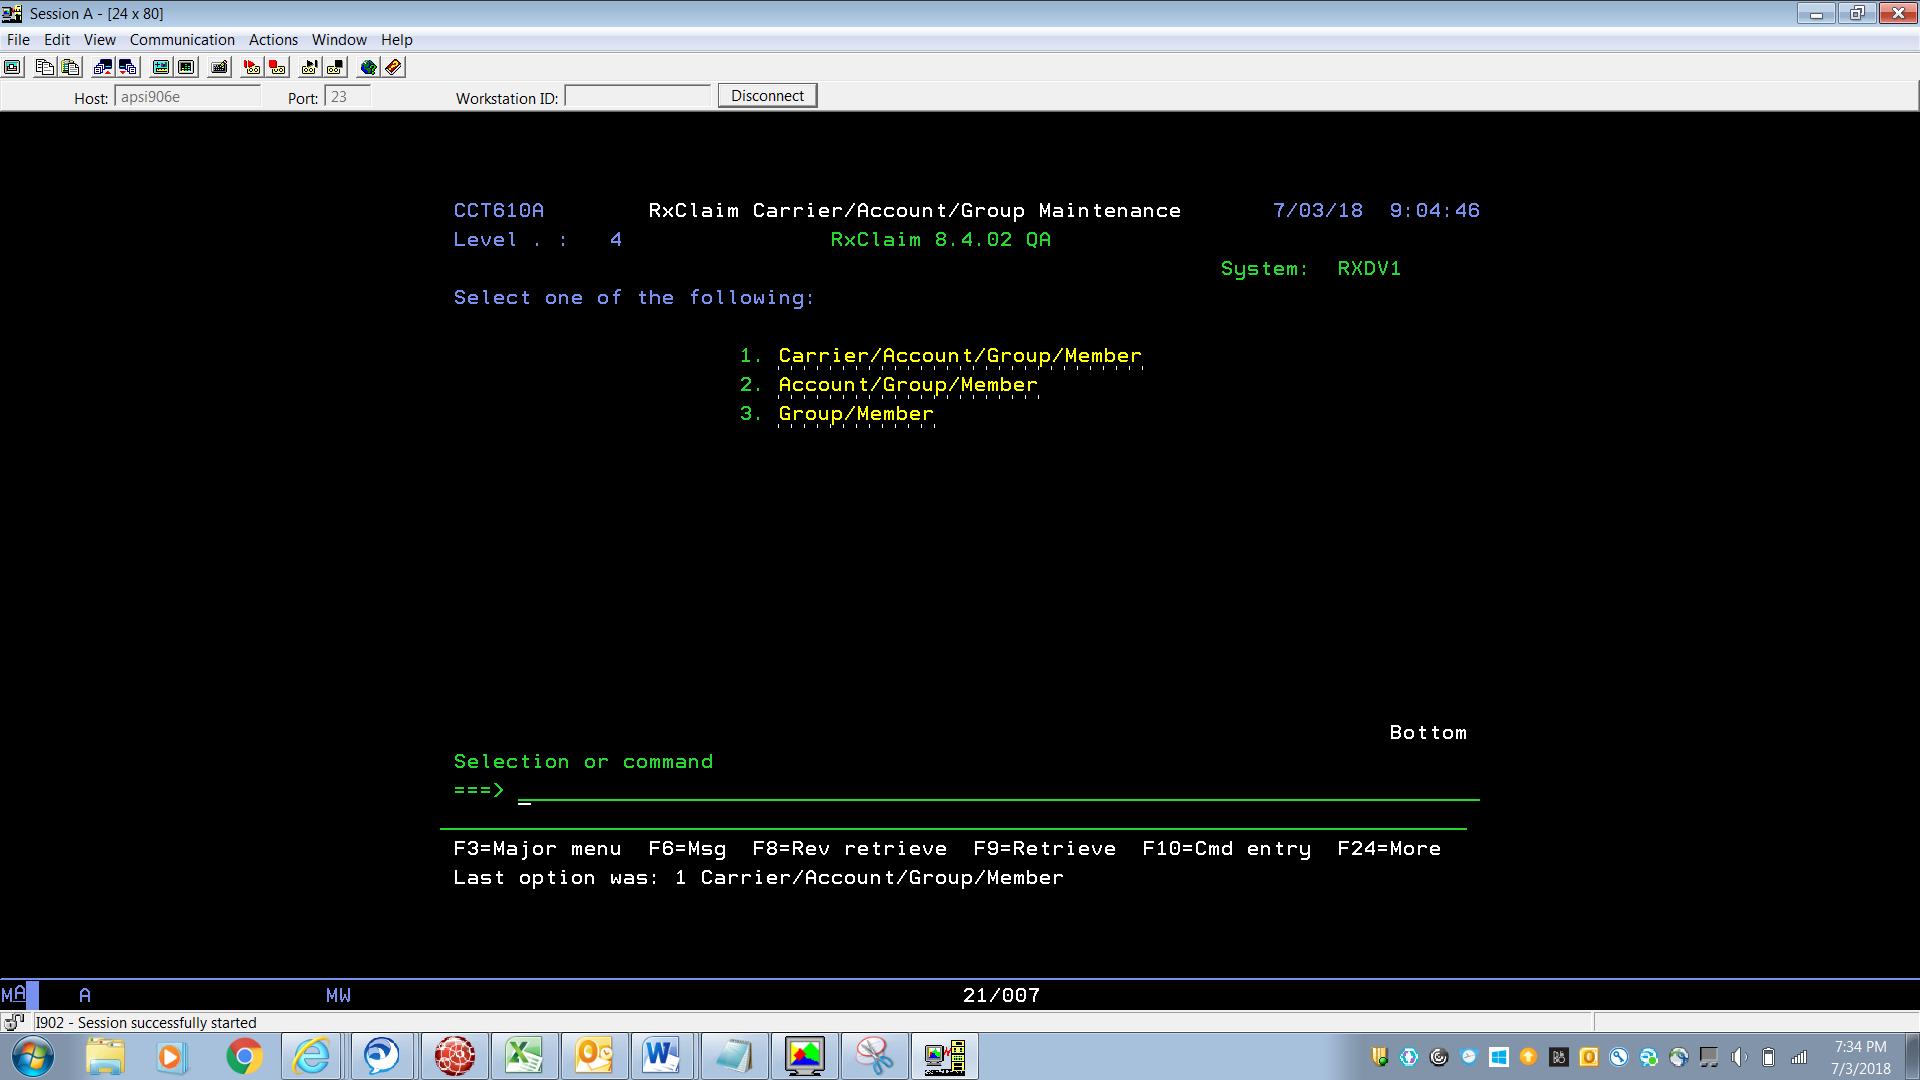 Session A - [24 x 80]
File Edit View Communication Actions Window Help
Host: apsi906e Port: 23 Workstation ID: Disconnect
CCT610A RxClaim Carrier/Account/Group Maintenance 7/03/18 9:04:46
Level . : 4 RxClaim 8.4.02 QA
System: RXDV1
Select one of the following:
1. Carrier/Account/Group/Member
2. Account/Group/Member
3. Group/Member
Bottom
Selection or command
===>
F3=Major menu F6=Msg F8=Rev retrieve F9=Retrieve F10=Cmd entry F24=More
Last option was: 1 Carrier/Account/Group/Member
MA A MW 21/007
I902 - Session successfully started
7:34 PM
7/3/2018